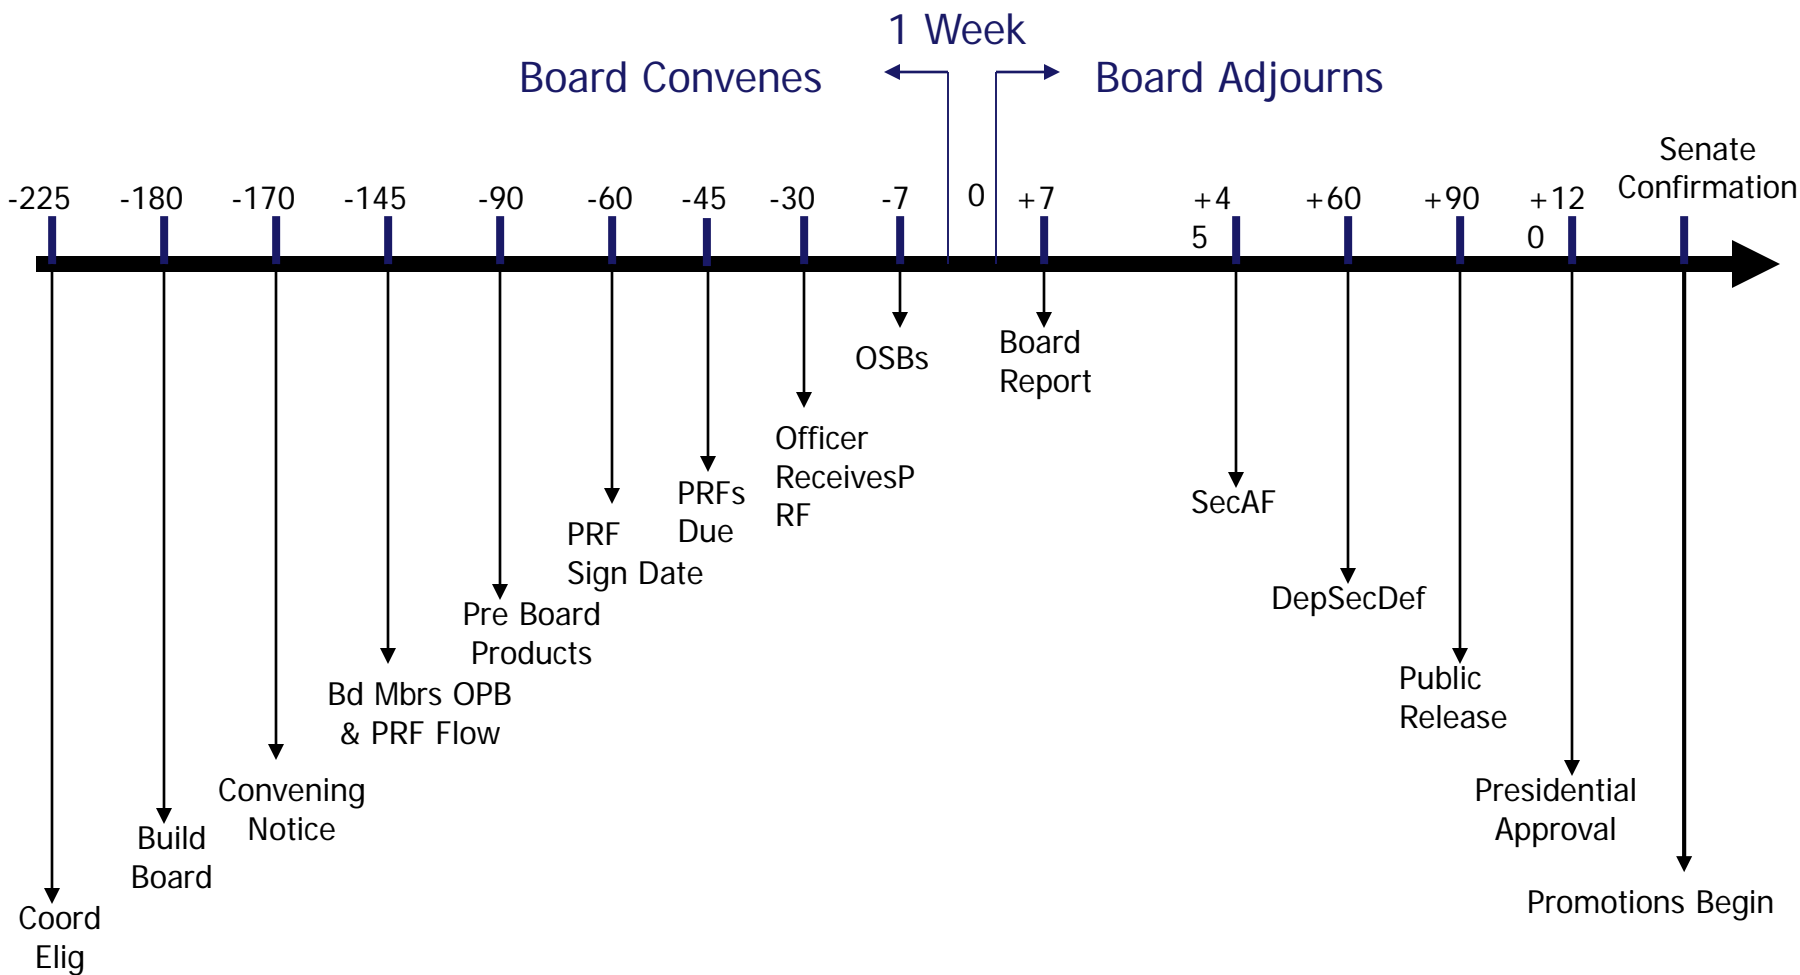 1 Week
Board Convenes
Board Adjourns
Senate
Confirmation
-225
-180
-170
-145
-90
-60
-45
-30
-7
0
+7
+4
5
+60
+90
+12
0
OSBs
Board
Report
Officer
ReceivesP
RF
PRFs
Due
PRF
Sign Date
Pre Board
Products
Bd Mbrs OPB
& PRF Flow
Convening
Notice
Build
Board
Coord
Elig
SecAF
DepSecDef
Public
Release
Presidential
Approval
Promotions Begin